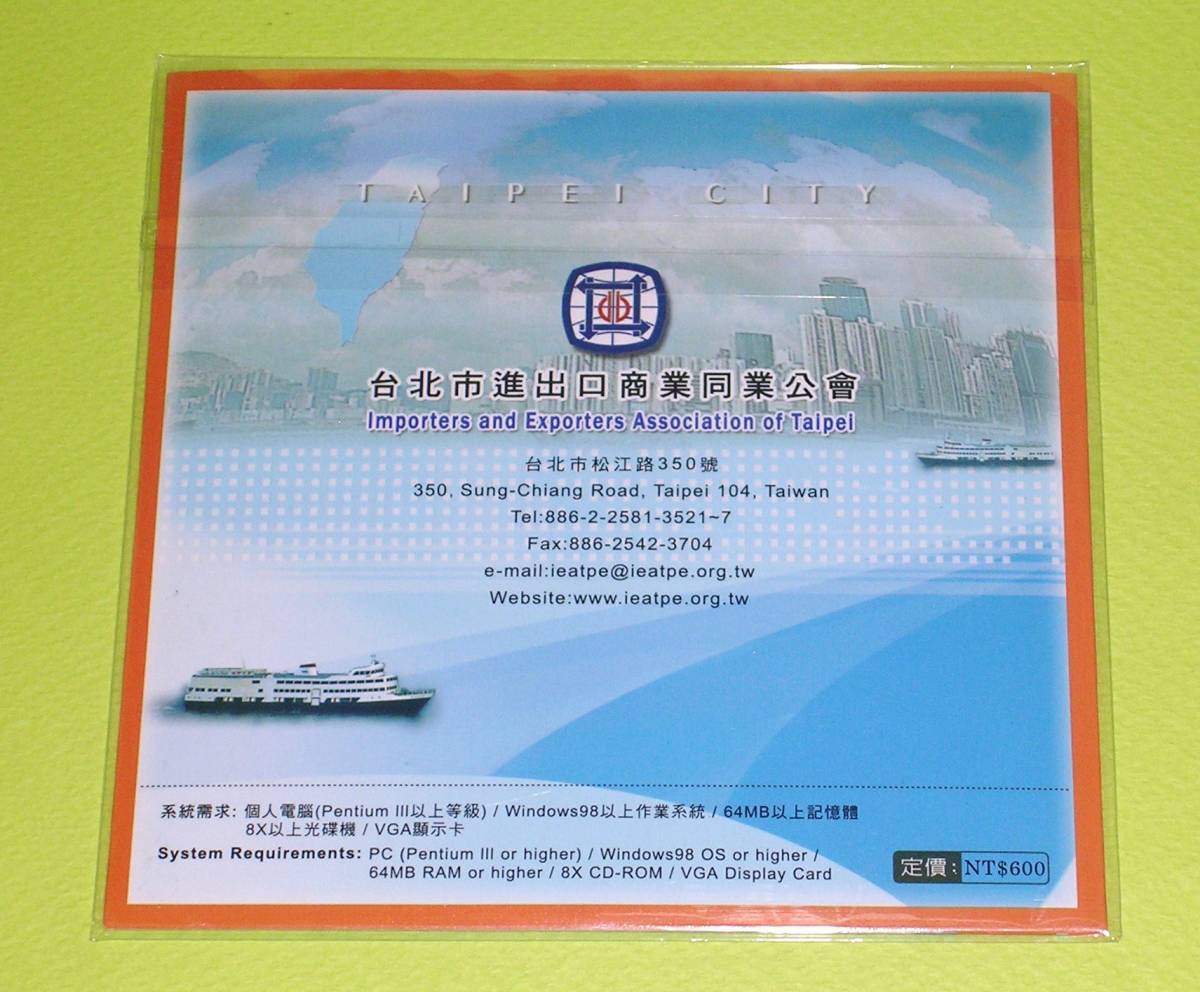 TAIPEI CITY
台北市進出口商業同業公會
Importers and Exporters Association of Taipei
台北市松江路350號
350, Sung-Chiang Road, Taipei 104, Taiwan
Tel:886-2-2581-3521~7
Fax:886-2542-3704
e-mail:ieatpe@ieatpe.org.tw
Website:www.ieatpe.org.tw
系統需求: 個人電腦(Pentium III以上等級) / Windows98以上作業系統 / 64MB以上記憶體
8X以上光碟機 / VGA顯示卡
System Requirements: PC (Pentium III or higher) / Windows98 OS or higher /
64MB RAM or higher / 8X CD-ROM / VGA Display Card
定價: NT$600